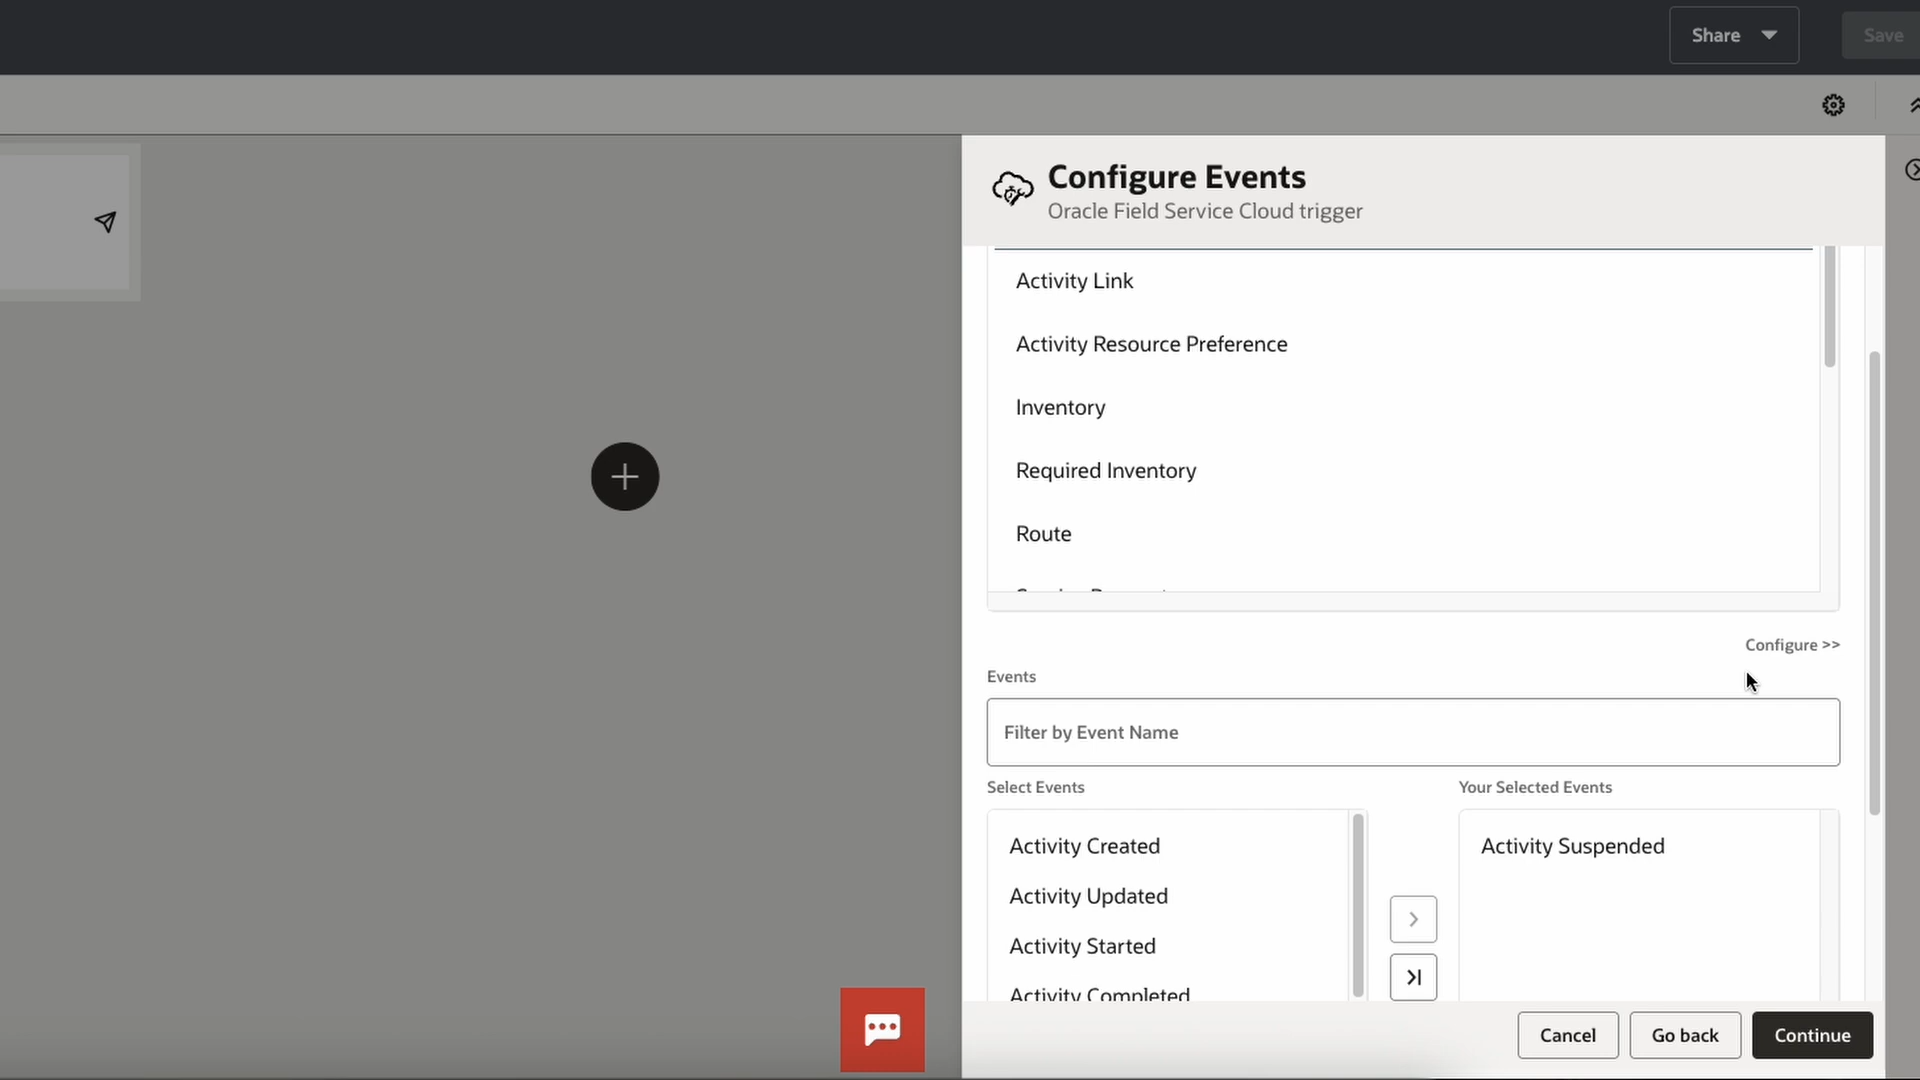 Share
Save
Configure Events
Oracle Field Service Cloud trigger
Activity Link
Activity Resource Preference
Inventory
Required Inventory
Route
Configure >>
Events
Filter by Event Name
Select Events
Your Selected Events
Activity Created
Activity Updated
Activity Started
Activity Completed
Activity Suspended
Cancel
Go back
Continue